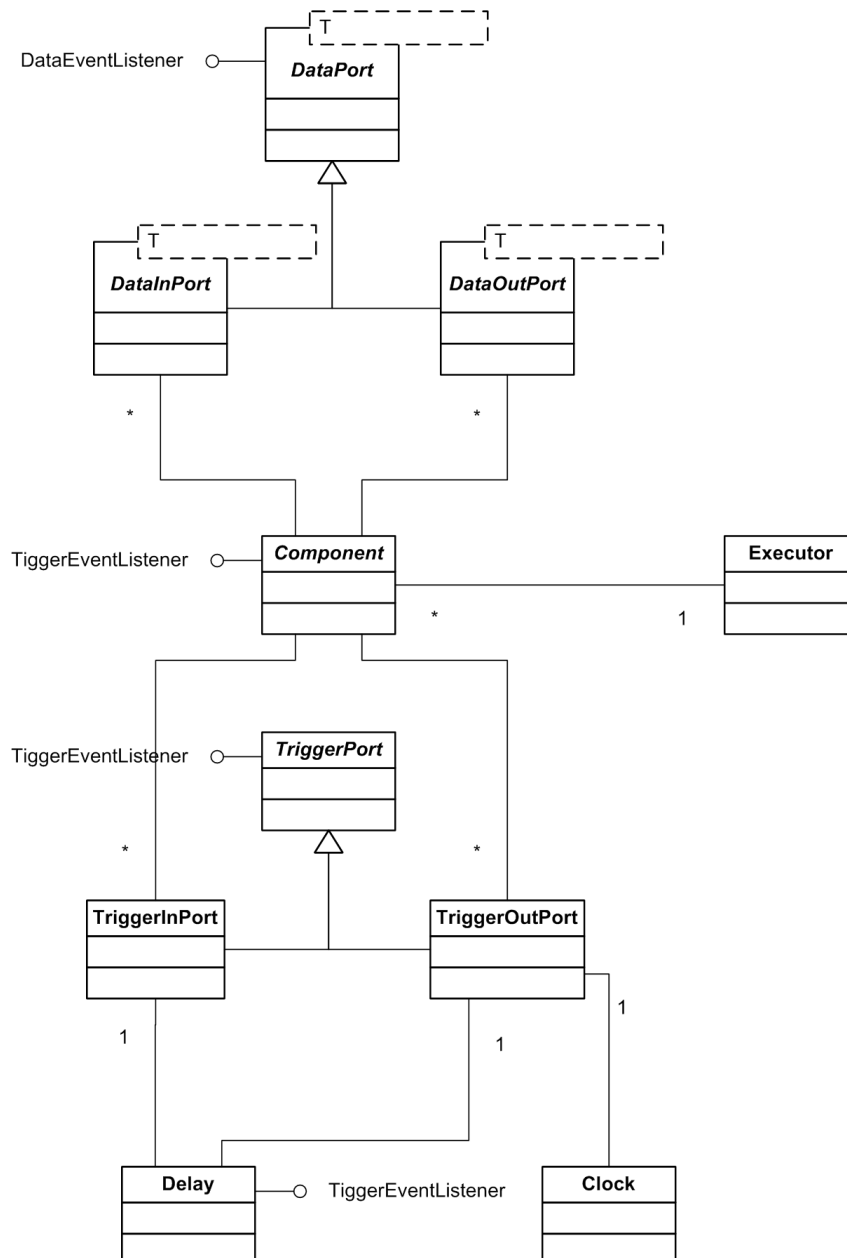 T
DataEventListener
DataPort
T
T
DataInPort
DataOutPort
*
*
TiggerEventListener
Component
Executor
*
1
TiggerEventListener
TriggerPort
*
*
TriggerInPort
TriggerOutPort
1
1
1
Delay
TiggerEventListener
Clock